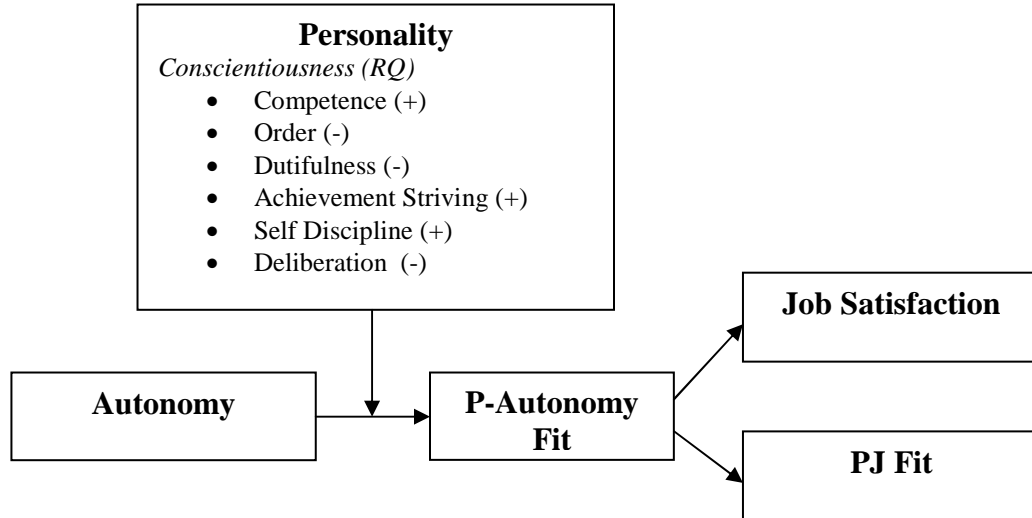 Personality
Conscientiousness (RQ)
• Competence (+)
• Order (-)
• Dutifulness (-)
• Achievement Striving (+)
• Self Discipline (+)
• Deliberation (-)
Job Satisfaction
Autonomy
P-Autonomy
Fit
PJ Fit